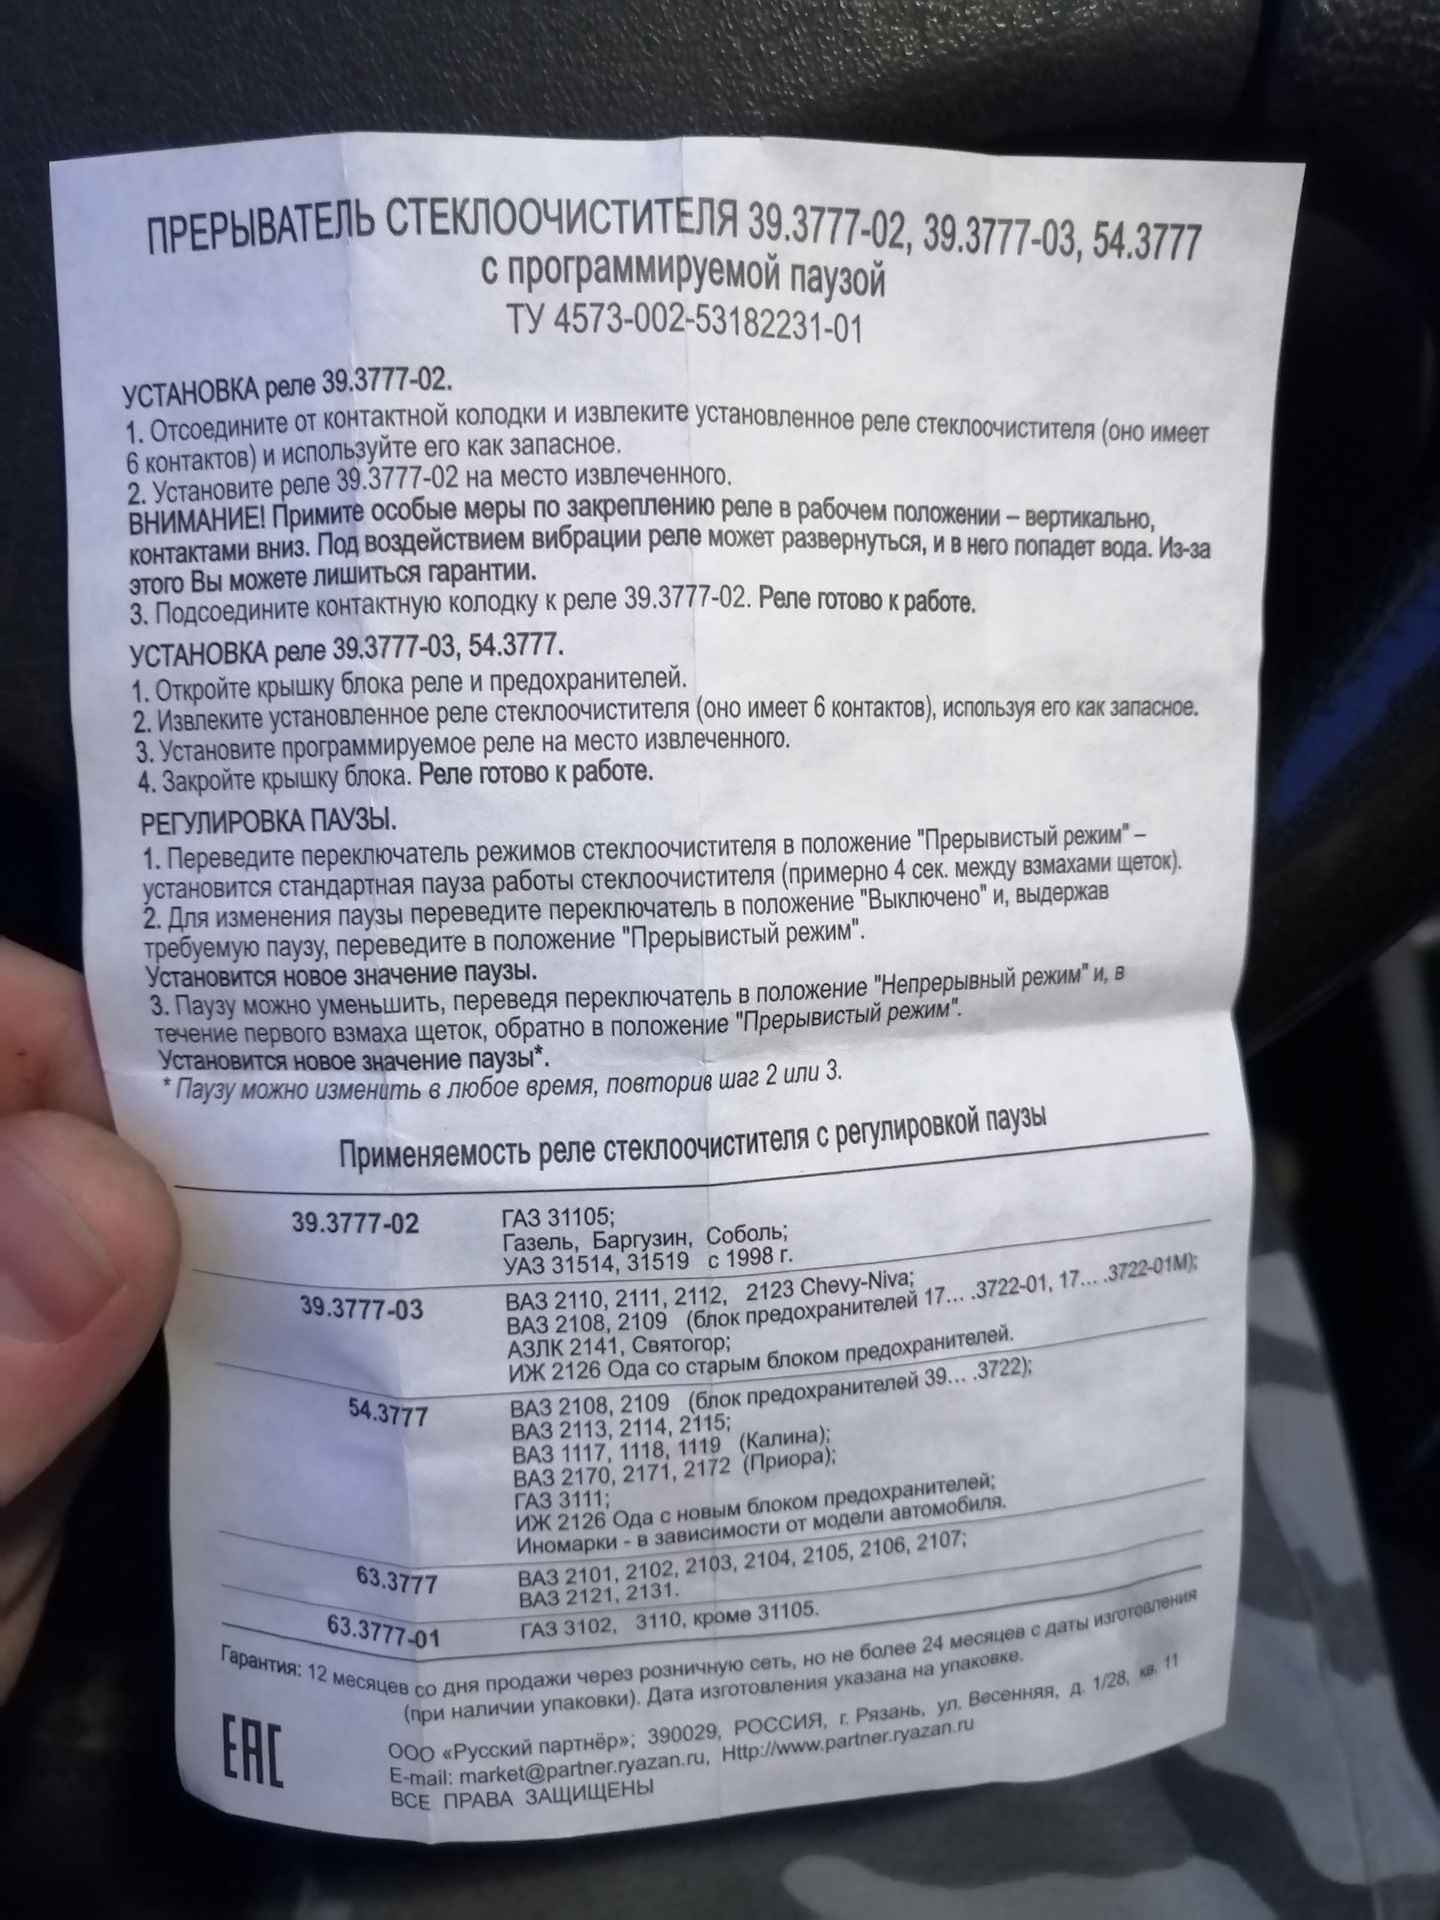 ПРЕРЫВАТЕЛЬ СТЕКЛООЧИСТИТЕЛЯ 39.3777-02, 39.3777-03, 54.3777
с программируемой паузой
ТУ 4573-002-53182231-01
УСТАНОВКА реле 39.3777-02.
1. Отсоедините от контактной колодки и извлеките установленное реле стеклоочистителя (оно имеет
6 контактов) и используйте его как запасное.
2. Установите реле 39.3777-02 на место извлеченного.
ВНИМАНИЕ! Примите особые меры по закреплению реле в рабочем положении – вертикально,
контактами вниз. Под воздействием вибрации реле может развернуться, и в него попадет вода. Из-за
этого Вы можете лишиться гарантии.
3. Подсоедините контактную колодку к реле 39.3777-02. Реле готово к работе.
УСТАНОВКА реле 39.3777-03, 54.3777.
1. Откройте крышку блока реле и предохранителей.
2. Извлеките установленное реле стеклоочистителя (оно имеет 6 контактов), используя его как запасное.
3. Установите программируемое реле на место извлеченного.
4. Закройте крышку блока. Реле готово к работе.
РЕГУЛИРОВКА ПАУЗЫ.
1. Переведите переключатель режимов стеклоочистителя в положение "Прерывистый режим" –
установится стандартная пауза работы стеклоочистителя (примерно 4 сек. между взмахами щеток).
2. Для изменения паузы переведите переключатель в положение "Выключено" и, выдержав
требуемую паузу, переведите в положение "Прерывистый режим".
Установится новое значение паузы.
3. Паузу можно уменьшить, переведя переключатель в положение "Непрерывный режим" и, в
течение первого взмаха щеток, обратно в положение "Прерывистый режим".
Установится новое значение паузы*.
* Паузу можно изменить в любое время, повторив шаг 2 или 3.
Применяемость реле стеклоочистителя с регулировкой паузы
39.3777-02 ГАЗ 31105;
Газель, Баргузин, Соболь;
УАЗ 31514, 31519 с 1998 г.
39.3777-03 ВАЗ 2110, 2111, 2112, 2123 Chevy-Niva;
ВАЗ 2108, 2109 (блок предохранителей 17... .3722-01, 17... .3722-01М);
АЗЛК 2141, Святогор;
ИЖ 2126 Ода со старым блоком предохранителей.
54.3777 ВАЗ 2108, 2109 (блок предохранителей 39... .3722);
ВАЗ 2113, 2114, 2115;
ВАЗ 1117, 1118, 1119 (Калина);
ВАЗ 2170, 2171, 2172 (Приора);
ГАЗ 3111;
ИЖ 2126 Ода с новым блоком предохранителей;
Иномарки - в зависимости от модели автомобиля.
63.3777 ВАЗ 2101, 2102, 2103, 2104, 2105, 2106, 2107;
ВАЗ 2121, 2131.
63.3777-01 ГАЗ 3102, 3110, кроме 31105.
Гарантия: 12 месяцев со дня продажи через розничную сеть, но не более 24 месяцев с даты изготовления
(при наличии упаковки). Дата изготовления указана на упаковке.
ЕАС
ООО «Русский партнёр»; 390029, РОССИЯ, г. Рязань, ул. Весенняя, д. 1/28, кв. 11
E-mail: market@partner.ryazan.ru, Http://www.partner.ryazan.ru
ВСЕ ПРАВА ЗАЩИЩЕНЫ